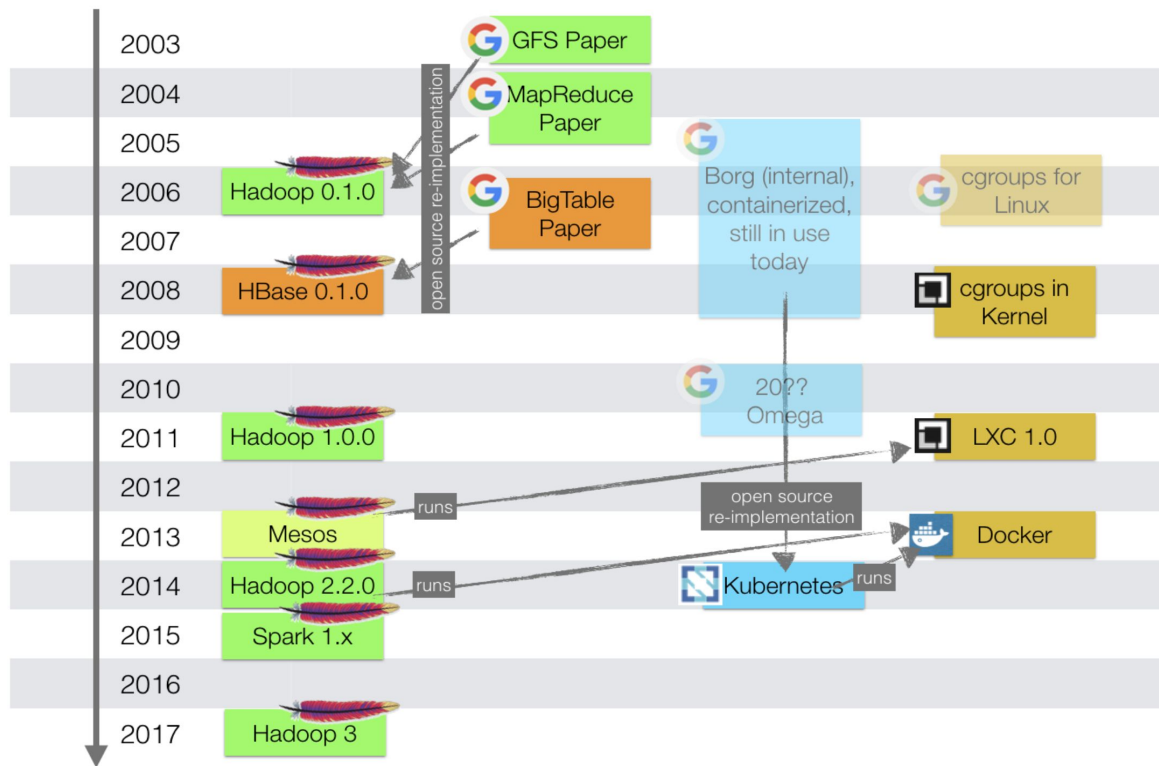 2003
GFS Paper
2004
MapReduce
Paper
2005
open source re-implementation
2006
Hadoop 0.1.0
BigTable
Paper
Borg (internal),
containerized,
still in use
today
cgroups for
Linux
2007
2008
HBase 0.1.0
cgroups in
Kernel
2009
2010
20??
Omega
2011
Hadoop 1.0.0
LXC 1.0
2012
runs
open source
re-implementation
2013
Mesos
Docker
2014
Hadoop 2.2.0
runs
Kubernetes
runs
2015
Spark 1.x
2016
2017
Hadoop 3